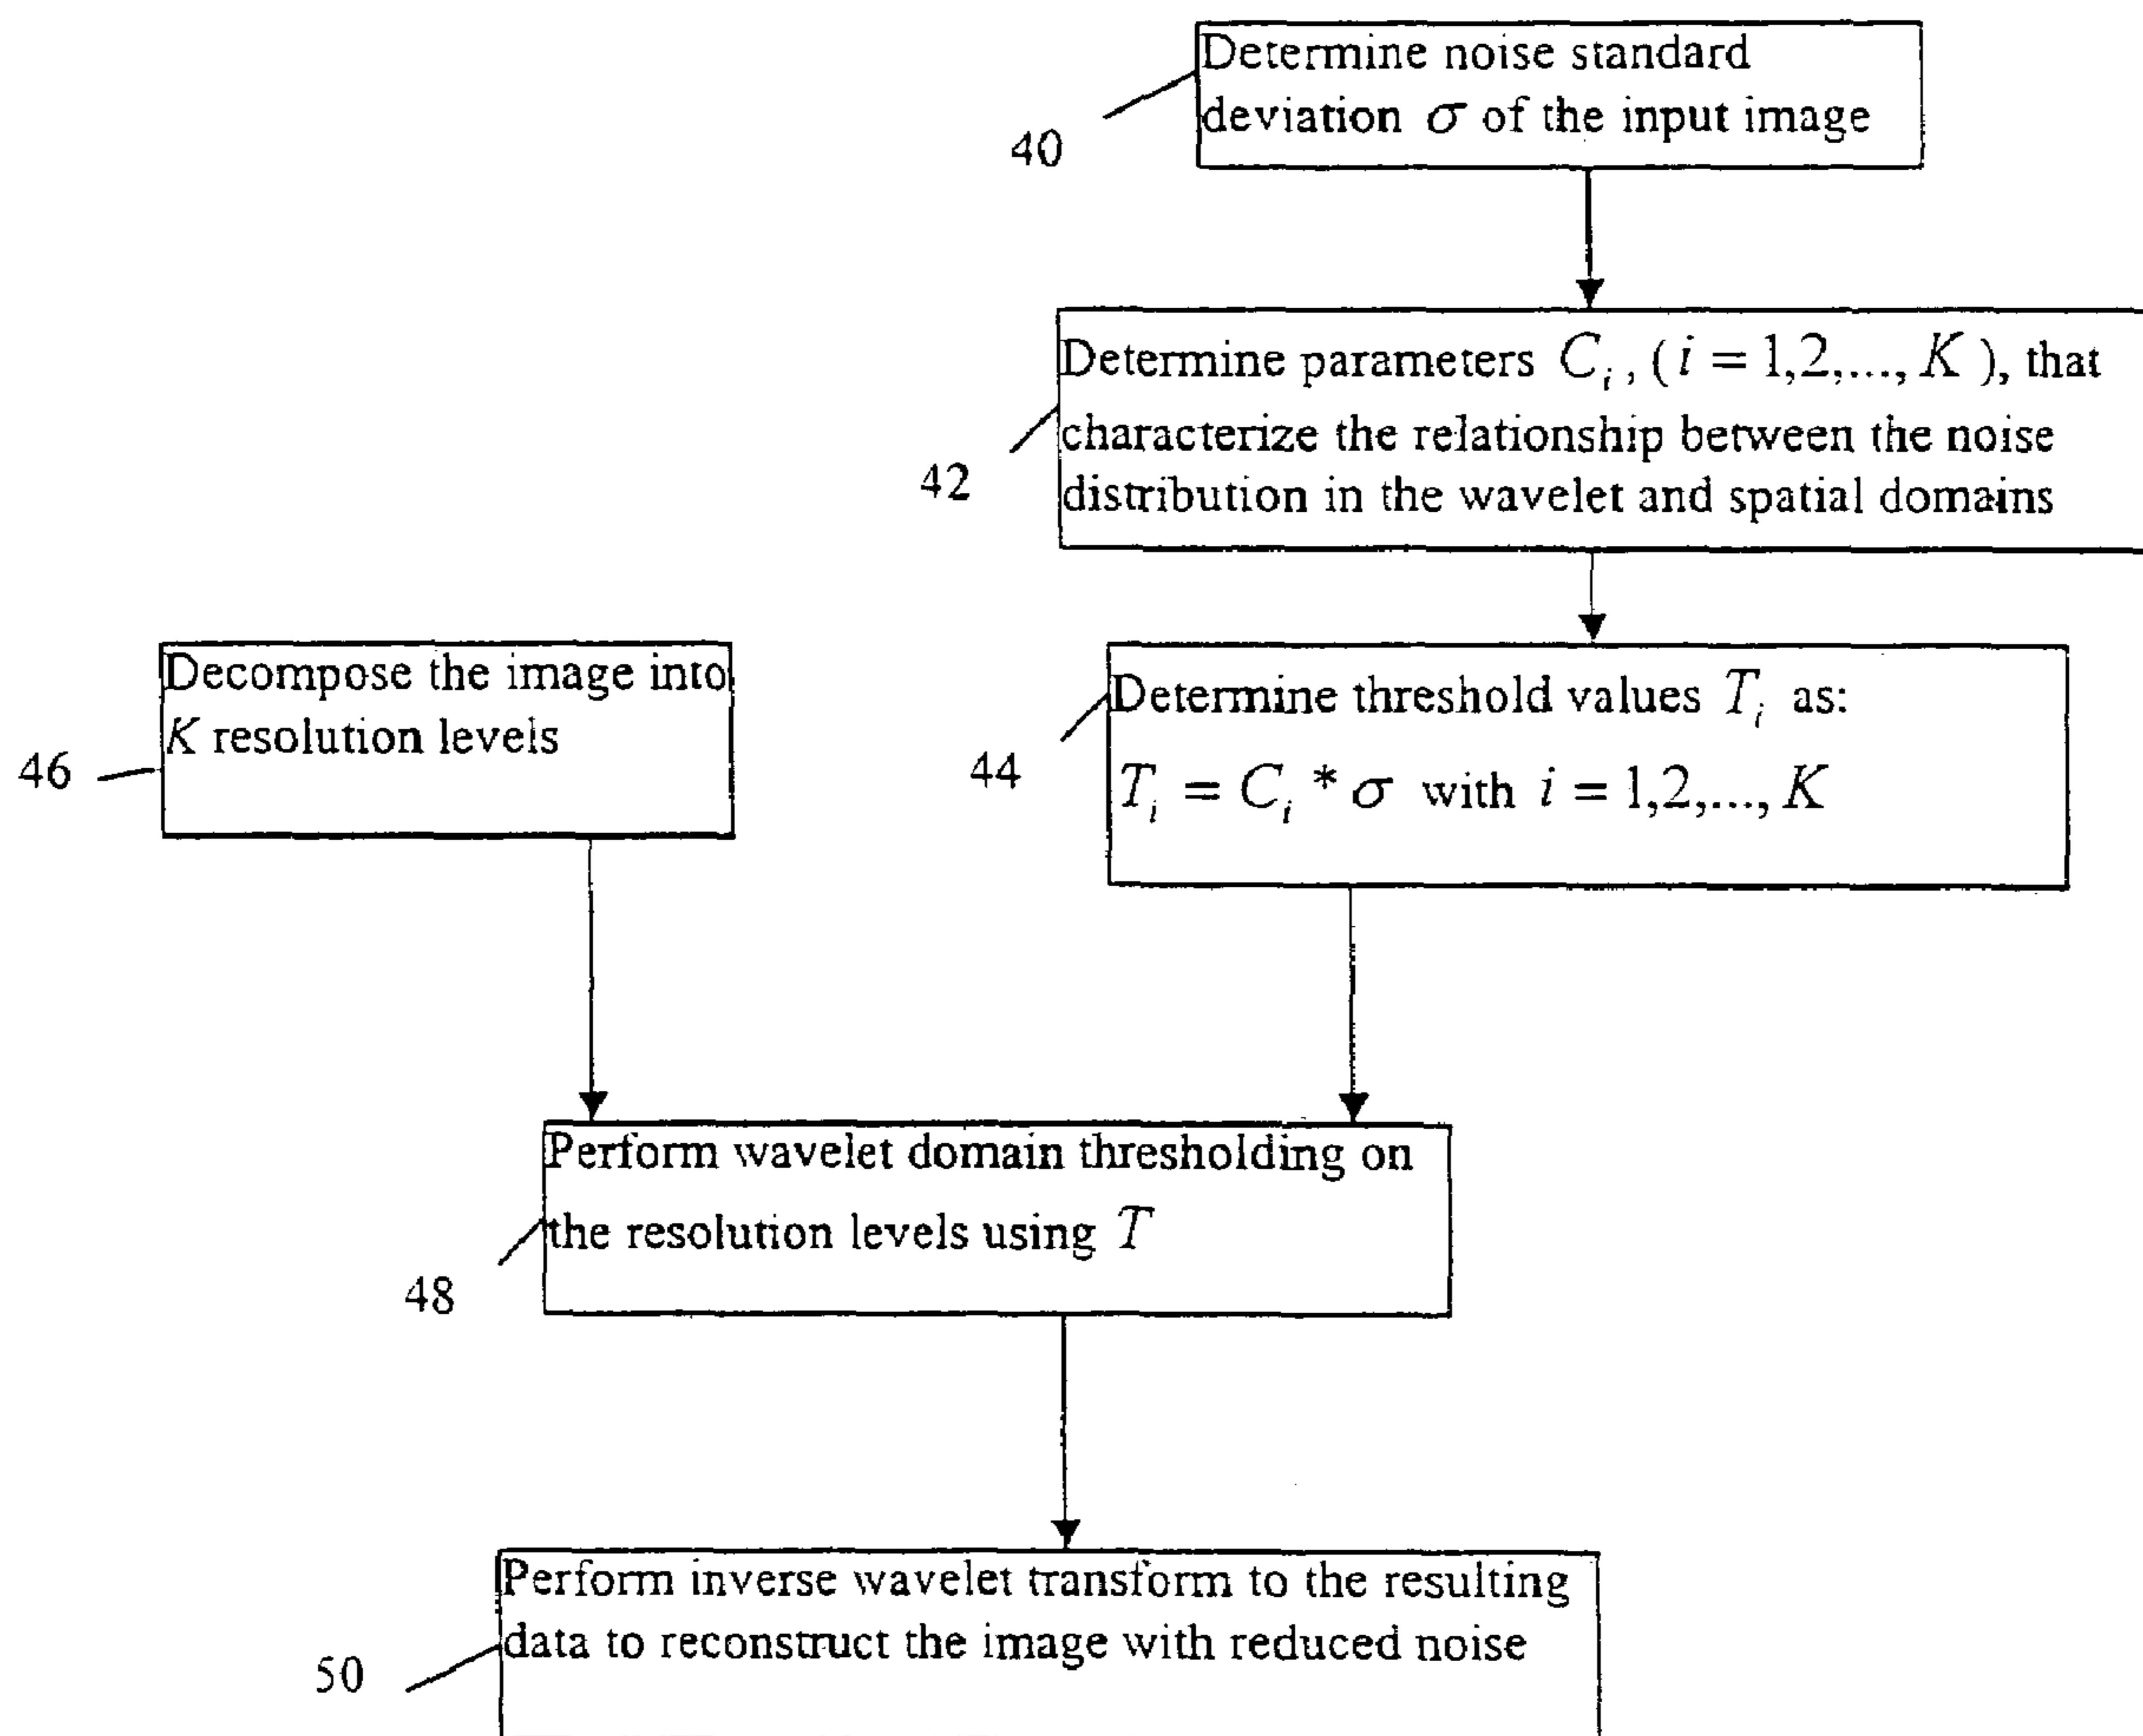 Determine noise standard
deviation σ of the input image
40
Determine parameters C_i, ( i = 1,2,..., K ), that
characterize the relationship between the noise
distribution in the wavelet and spatial domains
42
Decompose the image into
K resolution levels
46
Determine threshold values T_i as:
T_i = C_i * σ with i = 1,2,..., K
44
Perform wavelet domain thresholding on
the resolution levels using T
48
Perform inverse wavelet transform to the resulting
data to reconstruct the image with reduced noise
50